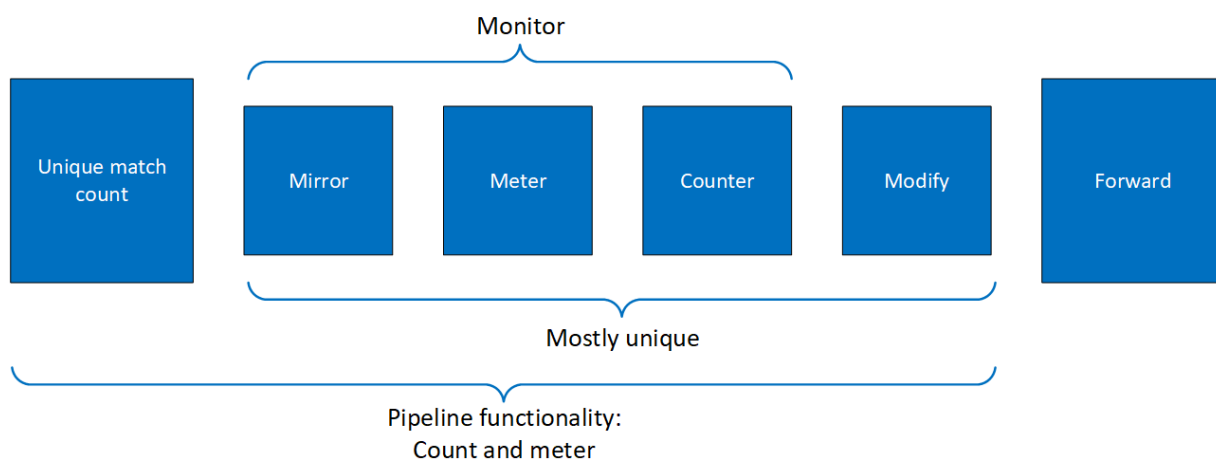 Monitor
Unique match
count
Mirror
Meter
Counter
Modify
Forward
Mostly unique
Pipeline functionality:
Count and meter